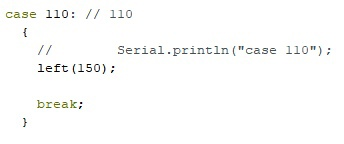 case 110: // 110
{
// Serial.println("case 110");
left(150);
break;
}